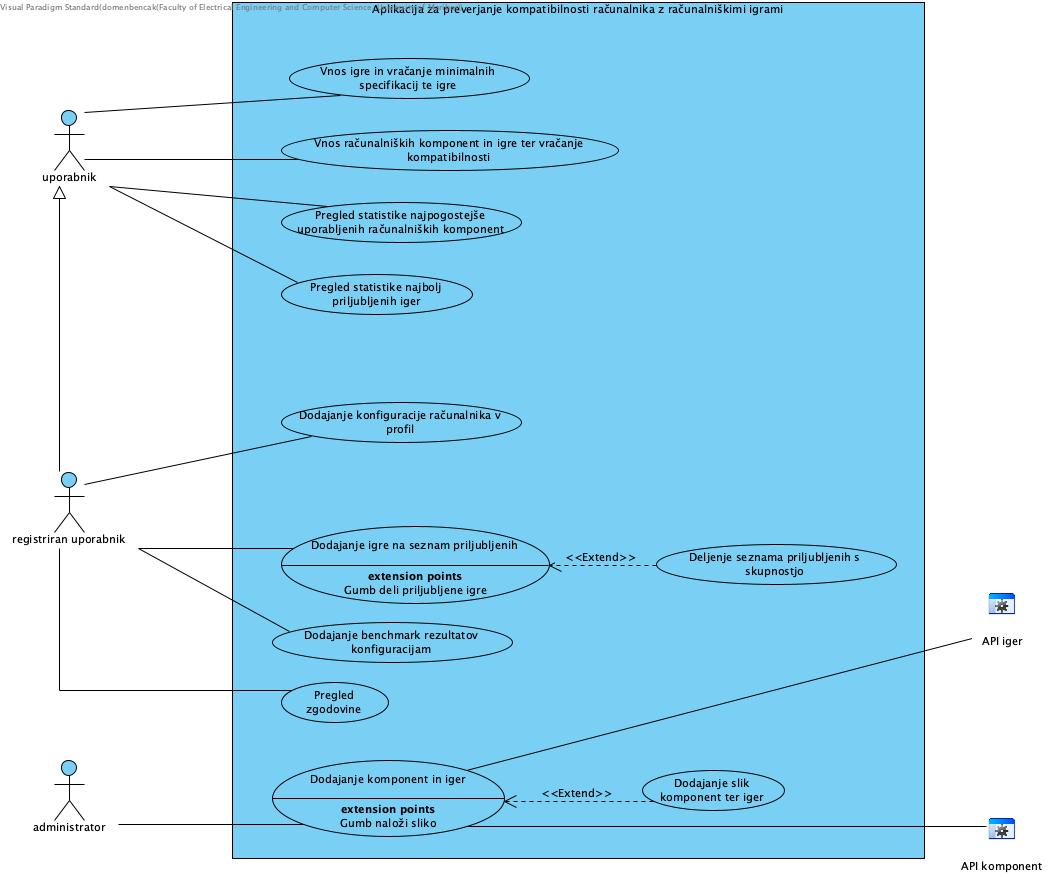 Visual Paradigm Standard(domenbencak(Faculty of Electrical Engineering and Computer Science
Aplikacija za preverjanje kompatibilnosti računalnika z računalniškimi igrami
Vnos igre in vračanje minimalnih
specifikacij te igre
Vnos računalniških komponent in igre ter vračanje
kompatibilnosti
uporabnik
Pregled statistike najpogostejše
uporabljenih računalniških komponent
Pregled statistike najbolj
priljubljenih iger
Dodajanje konfiguracije računalnika v
profil
registriran uporabnik
Dodajanje igre na seznam priljubljenih
extension points
Gumb deli priljubljene igre
<<Extend>>
Deljenje seznama priljubljenih s
skupnostjo
Dodajanje benchmark rezultatov
konfiguracijam
API iger
Pregled
zgodovine
Dodajanje komponent in iger
extension points
Gumb naloži sliko
<<Extend>>
Dodajanje slik
komponent ter iger
administrator
API komponent